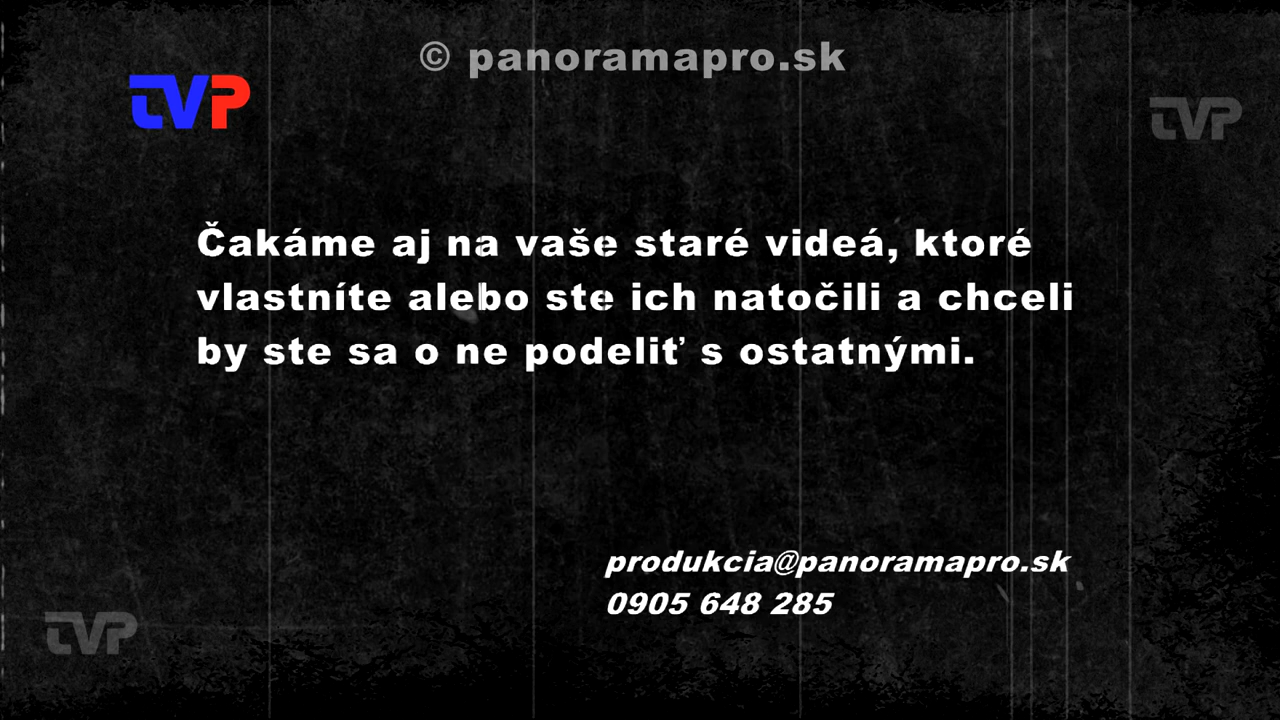 © panoramapro.sk
TVP
TVP
Čakáme aj na vaše staré videá, ktoré
vlastníte alebo ste ich natočili a chceli
by ste sa o ne podeliť s ostatnými.
produkcia@panoramapro.sk
0905 648 285
TVP